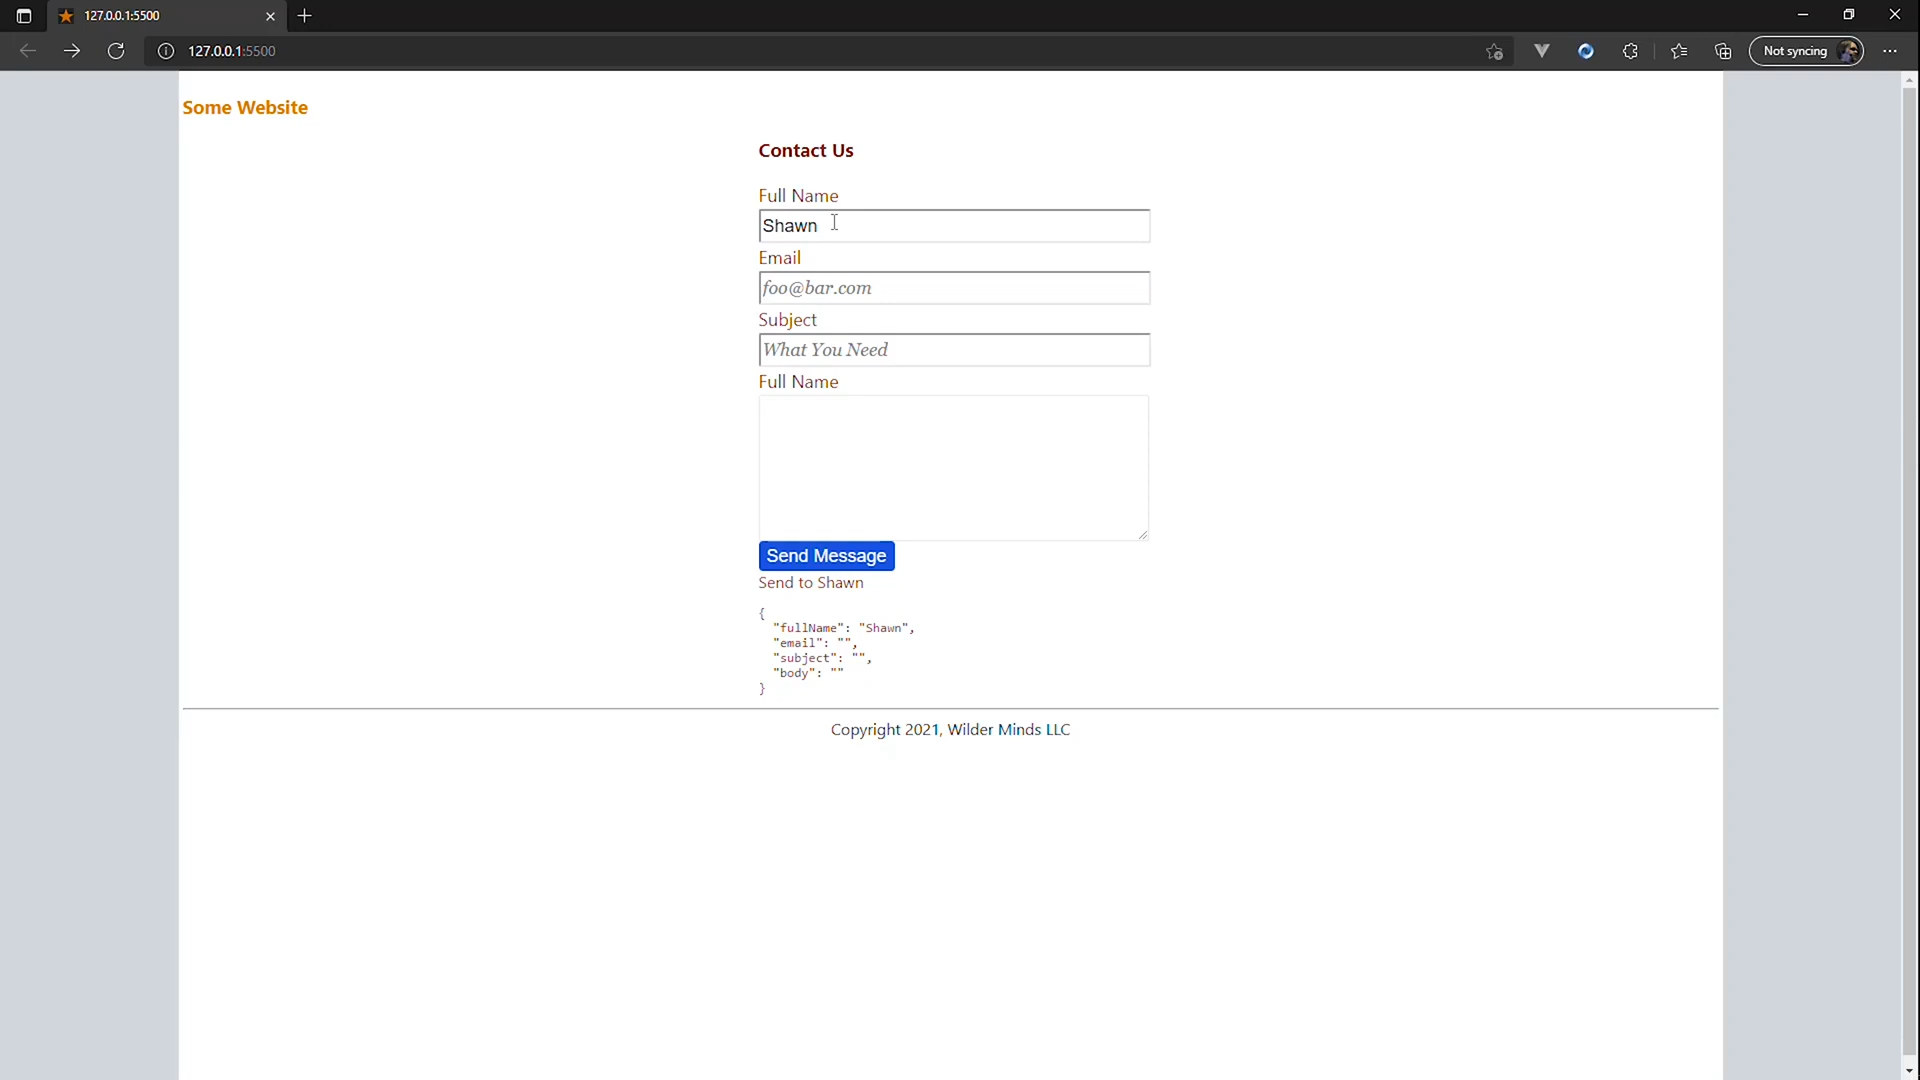 127.0.0.1:5500
127.0.0.1:5500
Not syncing
Some Website
Contact Us
Full Name
Shawn
Email
foo@bar.com
Subject
What You Need
Full Name
Send Message
Send to Shawn
{
"fullName": "Shawn",
"email": "",
"subject": "",
"body": ""
}
Copyright 2021, Wilder Minds LLC